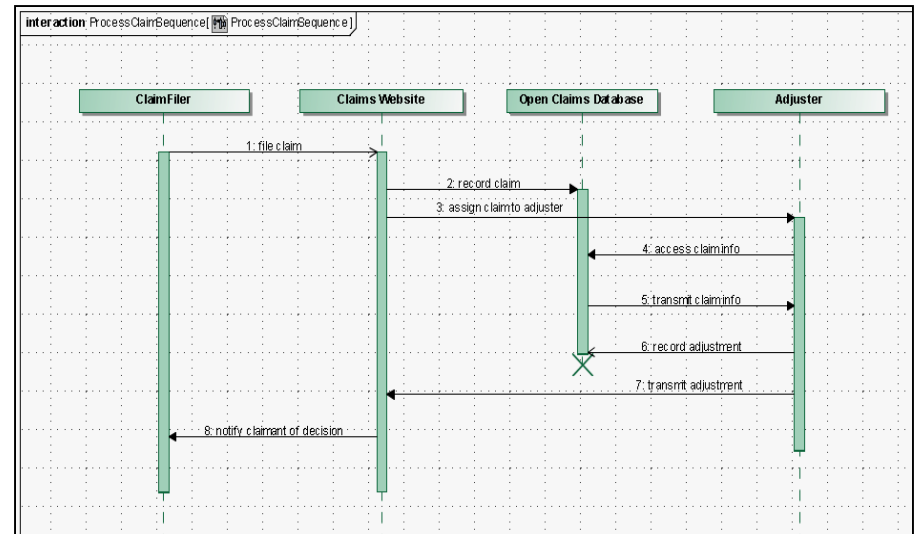 interaction ProcessClaimSequence[ ProcessClaimSequence]
ClaimFiler
Claims Website
Open Claims Database
Adjuster
1: file claim
2: record claim
3: assign claim to adjuster
4: access claim info
5: transmit claim info
6: record adjustment
7: transmit adjustment
8: notify claimant of decision